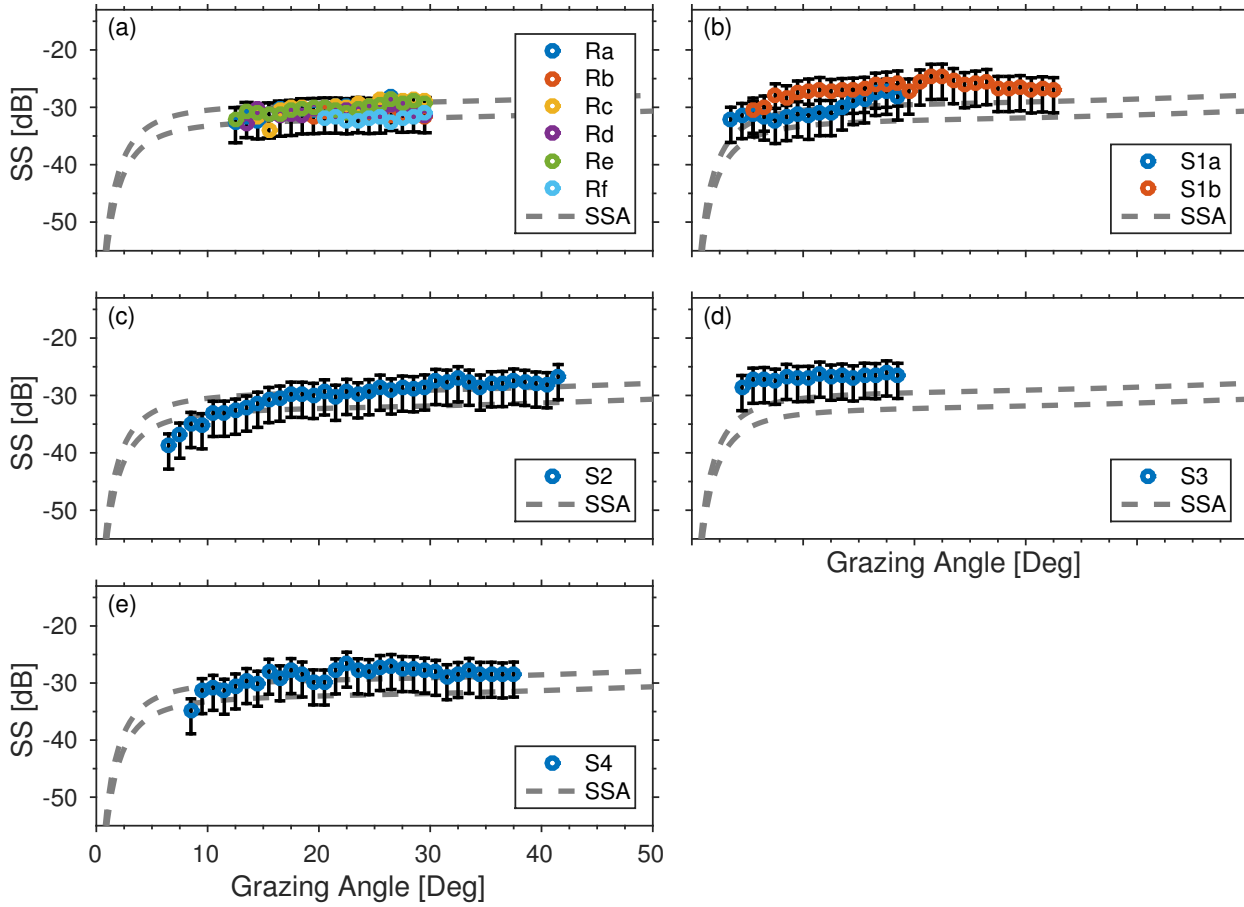 (a)
-20
-30
-40
-50
SS [dB]
Ra
Rb
Rc
Rd
Re
Rf
SSA
(b)
S1a
S1b
SSA
(c)
-20
-30
-40
-50
SS [dB]
S2
SSA
(d)
S3
SSA
Grazing Angle [Deg]
(e)
-20
-30
-40
-50
SS [dB]
S4
SSA
0 10 20 30 40 50
Grazing Angle [Deg]